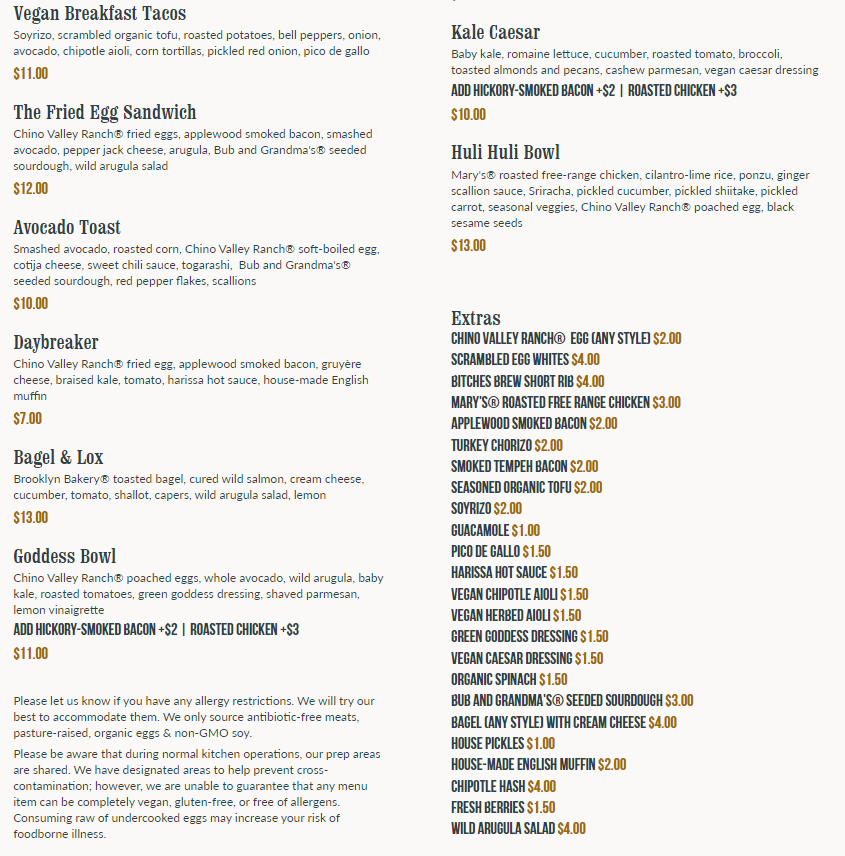 Vegan Breakfast Tacos
Soyrizo, scrambled organic tofu, roasted potatoes, bell peppers, onion,
avocado, chipotle aioli, corn tortillas, pickled red onion, pico de gallo
$11.00
The Fried Egg Sandwich
Chino Valley Ranch® fried eggs, applewood smoked bacon, smashed
avocado, pepper jack cheese, arugula, Bub and Grandma's® seeded
sourdough, wild arugula salad
$12.00
Avocado Toast
Smashed avocado, roasted corn, Chino Valley Ranch® soft-boiled egg,
cotija cheese, sweet chili sauce, togarashi, Bub and Grandma's®
seeded sourdough, red pepper flakes, scallions
$10.00
Daybreaker
Chino Valley Ranch® fried egg, applewood smoked bacon, gruyère
cheese, braised kale, tomato, harissa hot sauce, house-made English
muffin
$7.00
Bagel & Lox
Brooklyn Bakery® toasted bagel, cured wild salmon, cream cheese,
cucumber, tomato, shallot, capers, wild arugula salad, lemon
$13.00
Goddess Bowl
Chino Valley Ranch® poached eggs, whole avocado, wild arugula, baby
kale, roasted tomatoes, green goddess dressing, shaved parmesan,
lemon vinaigrette
ADD HICKORY-SMOKED BACON +$2 | ROASTED CHICKEN +$3
$11.00
Please let us know if you have any allergy restrictions. We will try our
best to accommodate them. We only source antibiotic-free meats,
pasture-raised, organic eggs & non-GMO soy.
Please be aware that during normal kitchen operations, our prep areas
are shared. We have designated areas to help prevent cross-
contamination; however, we are unable to guarantee that any menu
item can be completely vegan, gluten-free, or free of allergens.
Consuming raw of undercooked eggs may increase your risk of
foodborne illness.
Kale Caesar
Baby kale, romaine lettuce, cucumber, roasted tomato, broccoli,
toasted almonds and pecans, cashew parmesan, vegan caesar dressing
ADD HICKORY-SMOKED BACON +$2 | ROASTED CHICKEN +$3
$10.00
Huli Huli Bowl
Mary's® roasted free-range chicken, cilantro-lime rice, ponzu, ginger
scallion sauce, Sriracha, pickled cucumber, pickled shiitake, pickled
carrot, seasonal veggies, Chino Valley Ranch® poached egg, black
sesame seeds
$13.00
Extras
CHINO VALLEY RANCH® EGG (ANY STYLE) $2.00
SCRAMBLED EGG WHITES $4.00
BITCHES BREW SHORT RIB $4.00
MARY'S® ROASTED FREE RANGE CHICKEN $3.00
APPLEWOOD SMOKED BACON $2.00
TURKEY CHORIZO $2.00
SMOKED TEMPEH BACON $2.00
SEASONED ORGANIC TOFU $2.00
SOYRIZO $2.00
GUACAMOLE $1.00
PICO DE GALLO $1.50
HARISSA HOT SAUCE $1.50
VEGAN CHIPOTLE AIOLI $1.50
VEGAN HERBED AIOLI $1.50
GREEN GODDESS DRESSING $1.50
VEGAN CAESAR DRESSING $1.50
ORGANIC SPINACH $1.50
BUB AND GRANDMA'S® SEEDED SOURDOUGH $3.00
BAGEL (ANY STYLE) WITH CREAM CHEESE $4.00
HOUSE PICKLES $1.00
HOUSE-MADE ENGLISH MUFFIN $2.00
CHIPOTLE HASH $4.00
FRESH BERRIES $1.50
WILD ARUGULA SALAD $4.00